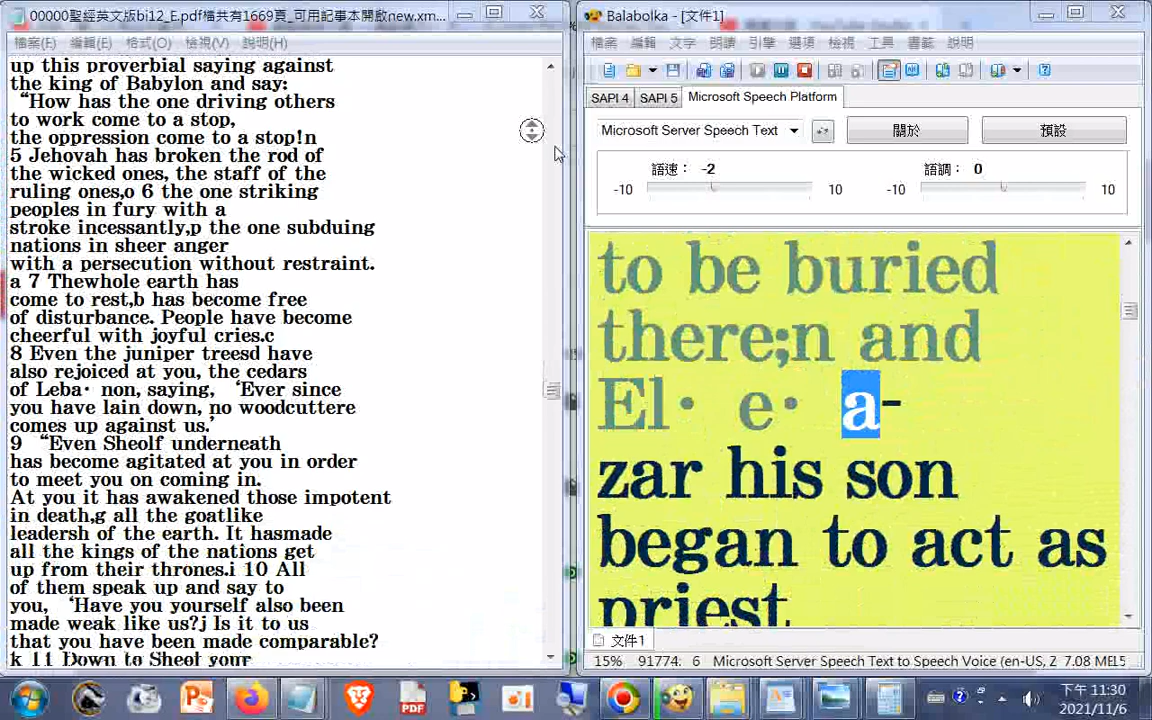 00000聖經英文版bi12_E.pdf檔共有1669頁_可用記事本開啟new.xm...
檔案(F) 編輯(E) 格式(O) 檢視(V) 說明(H)
up this proverbial saying against
the king of Babylon and say:
“How has the one driving others
to work come to a stop,
the oppression come to a stop!n
5 Jehovah has broken the rod of
the wicked ones, the staff of the
ruling ones,o 6 the one striking
peoples in fury with a
stroke incessantly,p the one subduing
nations in sheer anger
with a persecution without restraint.
a 7 Thewhole earth has
come to rest,b has become free
of disturbance. People have become
cheerful with joyful cries.c
8 Even the juniper treesd have
also rejoiced at you, the cedars
of Leba· non, saying, ‘Ever since
you have lain down, no woodcuttere
comes up against us.’
9 “Even Sheolf underneath
has become agitated at you in order
to meet you on coming in.
At you it has awakened those impotent
in death,g all the goatlike
leadersh of the earth. It hasmade
all the kings of the nations get
up from their thrones.i 10 All
of them speak up and say to
you, ‘Have you yourself also been
made weak like us?j Is it to us
that you have been made comparable?
k 11 Down to Sheol your
Balabolka - [文件1]
檔案 編輯 文字 朗讀 引擎 選項 檢視 工具 書籤 說明
SAPI 4 SAPI 5 Microsoft Speech Platform
Microsoft Server Speech Text 關於 預設
語速： -2 語調： 0
-10 10 -10 10
to be buried
there;n and
El· e· a-
zar his son
began to act as
priest
文件1
15% 91774: 6 Microsoft Server Speech Text to Speech Voice (en-US, Z 7.08 ME
下午 11:30
2021/11/6